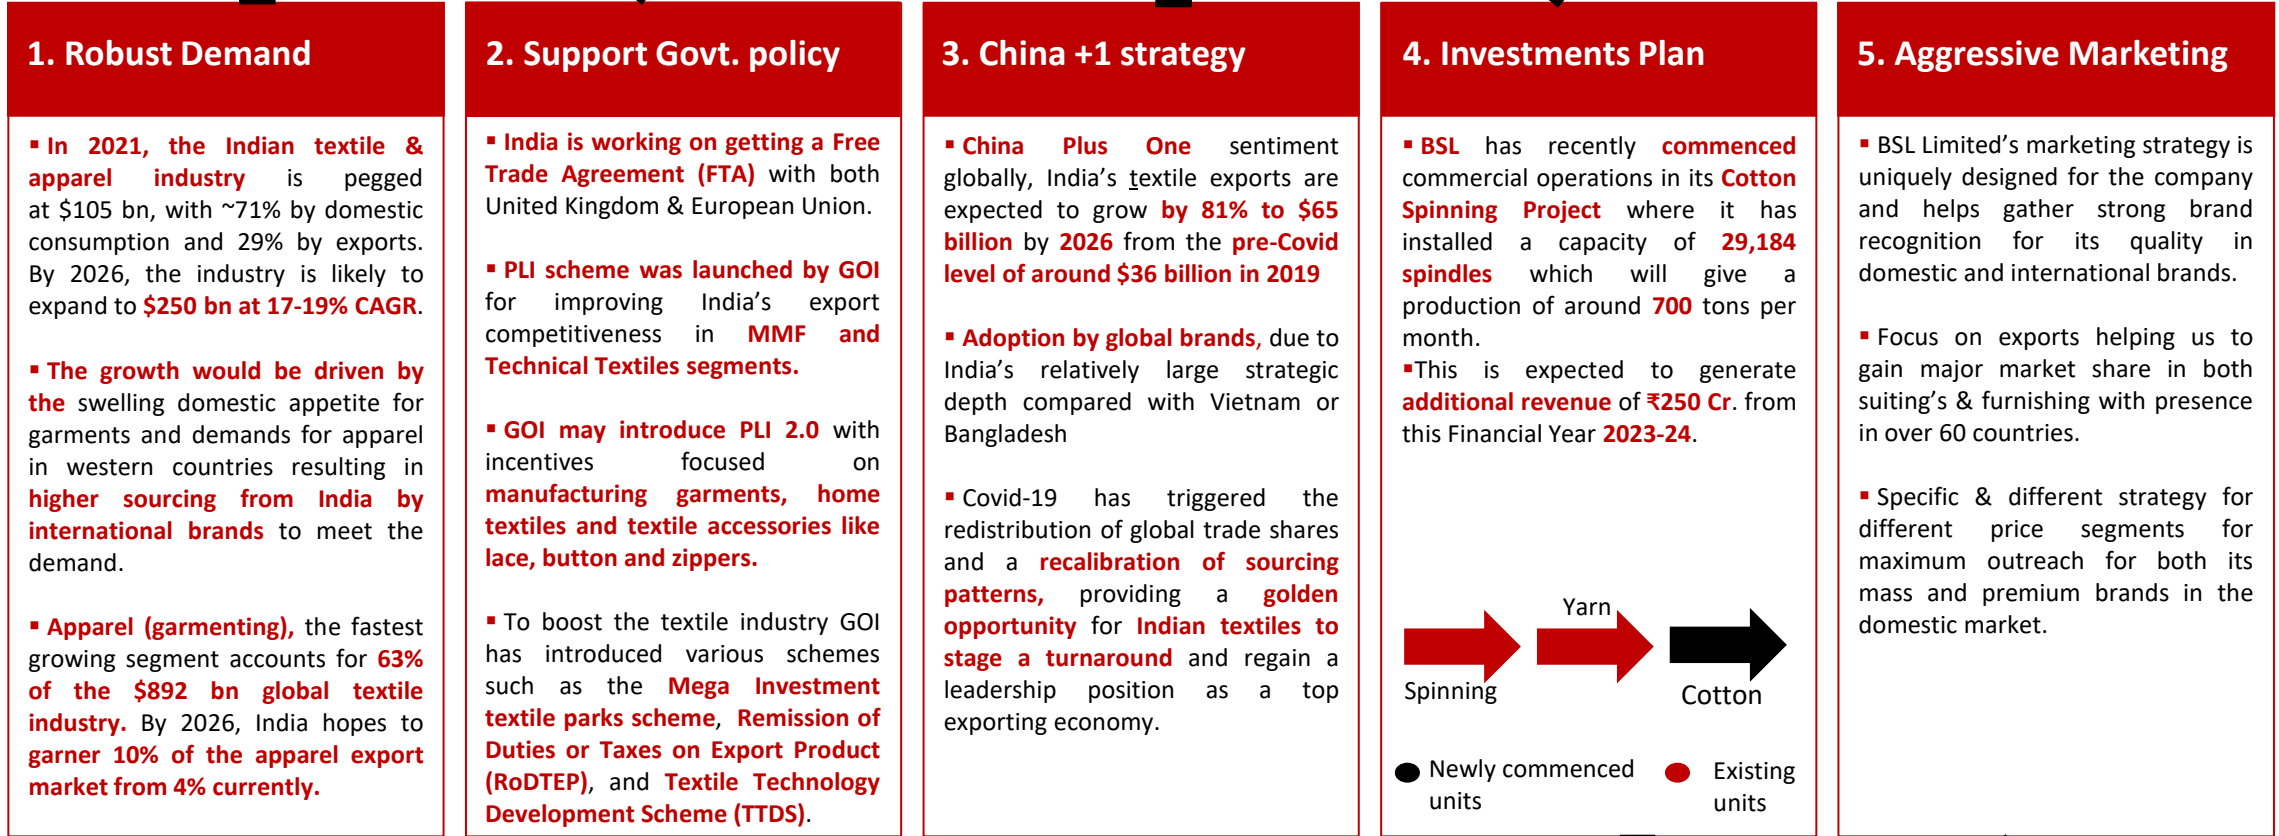 1. Robust Demand
▪ In 2021, the Indian textile &
apparel industry is pegged
at $105 bn, with ~71% by domestic
consumption and 29% by exports.
By 2026, the industry is likely to
expand to $250 bn at 17-19% CAGR.
▪ The growth would be driven by
the swelling domestic appetite for
garments and demands for apparel
in western countries resulting in
higher sourcing from India by
international brands to meet the
demand.
▪ Apparel (garmenting), the fastest
growing segment accounts for 63%
of the $892 bn global textile
industry. By 2026, India hopes to
garner 10% of the apparel export
market from 4% currently.
2. Support Govt. policy
▪ India is working on getting a Free
Trade Agreement (FTA) with both
United Kingdom & European Union.
▪ PLI scheme was launched by GOI
for improving India’s export
competitiveness in MMF and
Technical Textiles segments.
▪ GOI may introduce PLI 2.0 with
incentives focused on
manufacturing garments, home
textiles and textile accessories like
lace, button and zippers.
▪ To boost the textile industry GOI
has introduced various schemes
such as the Mega Investment
textile parks scheme, Remission of
Duties or Taxes on Export Product
(RoDTEP), and Textile Technology
Development Scheme (TTDS).
3. China +1 strategy
▪ China Plus One sentiment
globally, India’s textile exports are
expected to grow by 81% to $65
billion by 2026 from the pre-Covid
level of around $36 billion in 2019
▪ Adoption by global brands, due to
India’s relatively large strategic
depth compared with Vietnam or
Bangladesh
▪ Covid-19 has triggered the
redistribution of global trade shares
and a recalibration of sourcing
patterns, providing a golden
opportunity for Indian textiles to
stage a turnaround and regain a
leadership position as a top
exporting economy.
4. Investments Plan
▪ BSL has recently commenced
commercial operations in its Cotton
Spinning Project where it has
installed a capacity of 29,184
spindles which will give a
production of around 700 tons per
month.
▪This is expected to generate
additional revenue of ₹250 Cr. from
this Financial Year 2023-24.
Yarn
Spinning
Cotton
Newly commenced
units
Existing
units
5. Aggressive Marketing
▪ BSL Limited’s marketing strategy is
uniquely designed for the company
and helps gather strong brand
recognition for its quality in
domestic and international brands.
▪ Focus on exports helping us to
gain major market share in both
suiting’s & furnishing with presence
in over 60 countries.
▪ Specific & different strategy for
different price segments for
maximum outreach for both its
mass and premium brands in the
domestic market.